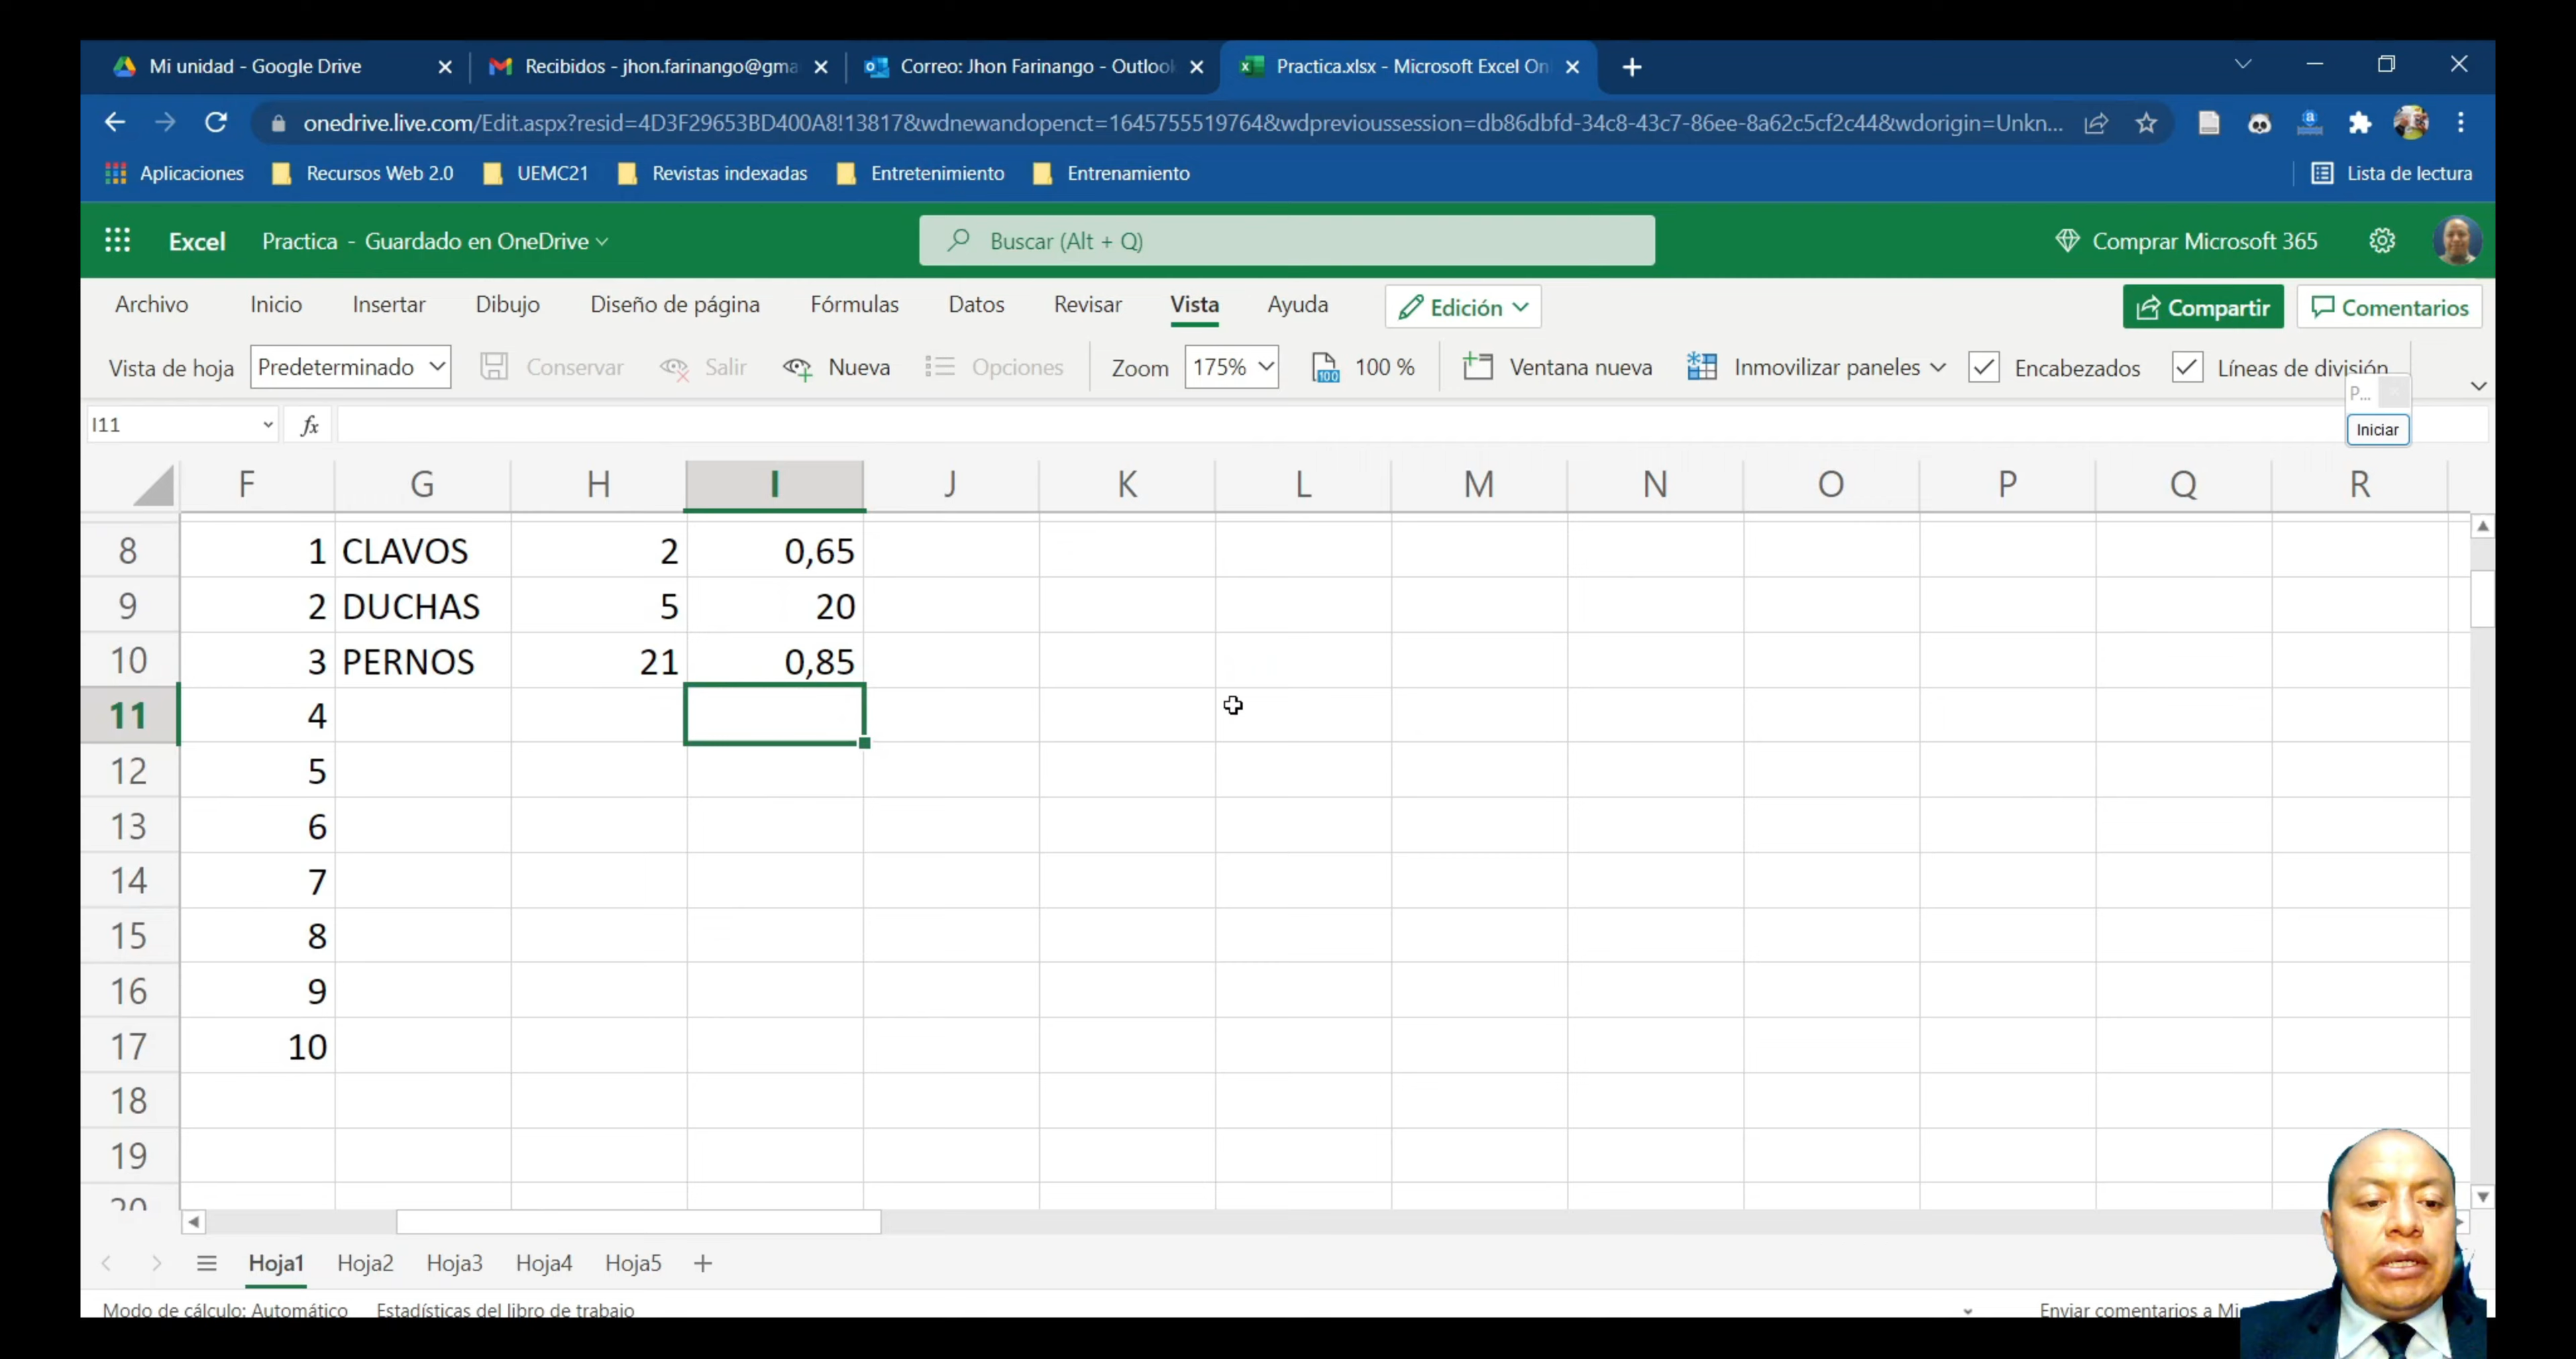 Mi unidad - Google Drive
Recibidos - jhon.farinango@gma
Correo: Jhon Farinango - Outlook
Practica.xlsx - Microsoft Excel On
onedrive.live.com/Edit.aspx?resid=4D3F29653BD400A8!13817&wdnewandopenct=1645755519764&wdprevioussession=db86dbfd-34c8-43c7-86ee-8a62c5cf2c44&wdorigin=Unkn...
Aplicaciones Recursos Web 2.0 UEMC21 Revistas indexadas Entretenimiento Entrenamiento Lista de lectura
Excel Practica - Guardado en OneDrive Buscar (Alt + Q) Comprar Microsoft 365
Archivo Inicio Insertar Dibujo Diseño de página Fórmulas Datos Revisar Vista Ayuda Edición Compartir Comentarios
Vista de hoja Predeterminado Conservar Salir Nueva Opciones Zoom 175% 100 % Ventana nueva Inmovilizar paneles Encabezados Líneas de división
P...
I11 fx Iniciar
F G H I J K L M N O P Q R
8 1 CLAVOS 2 0,65
9 2 DUCHAS 5 20
10 3 PERNOS 21 0,85
11 4
12 5
13 6
14 7
15 8
16 9
17 10
18
19
20
Hoja1 Hoja2 Hoja3 Hoja4 Hoja5
Modo de cálculo: Automático Estadísticas del libro de trabajo Enviar comentarios a Mi